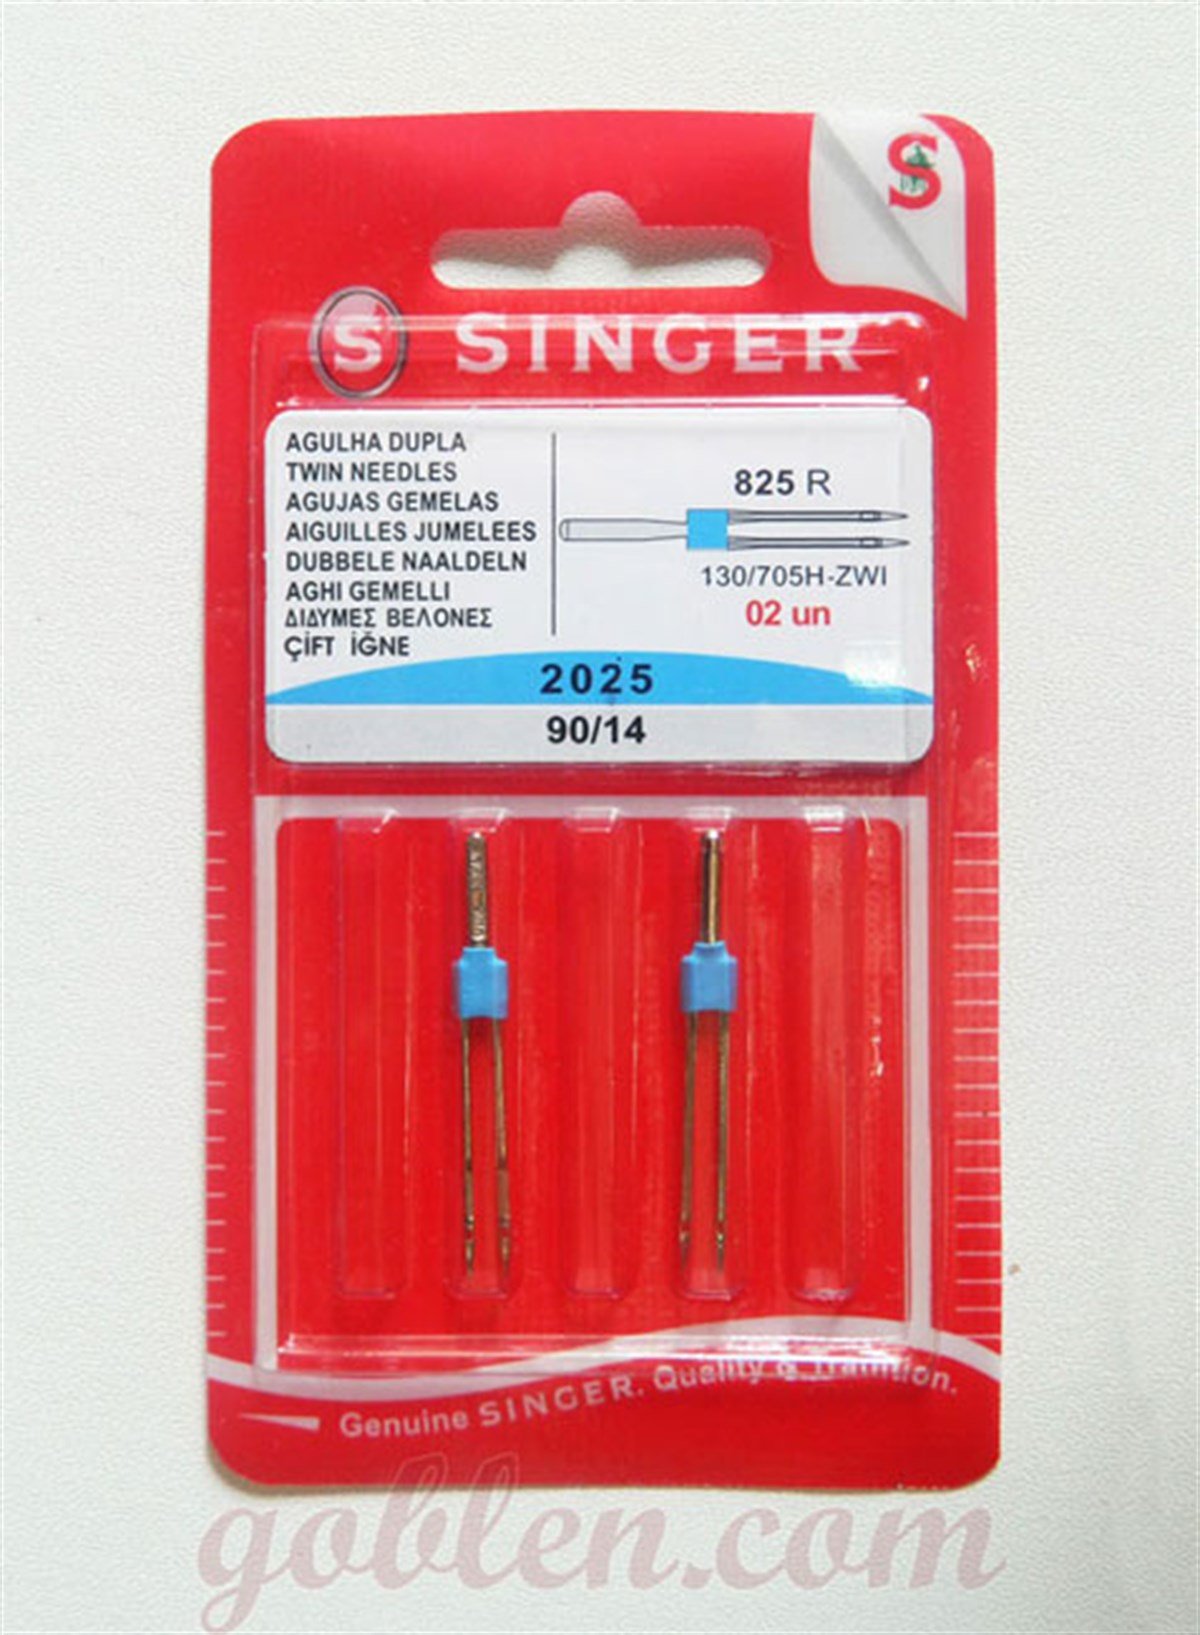 S
S SINGER
AGULHA DUPLA
TWIN NEEDLES
AGUJAS GEMELAS
AIGUILLES JUMELEES
DUBBELE NAALDELN
AGHI GEMELLI
ΔΙΔΥΜΕΣ ΒΕΛΟΝΕΣ
ÇİFT İĞNE
825 R
130/705H-ZWI
02 un
2025
90/14
Genuine SINGER. Quality & Tradition.
goblen.com